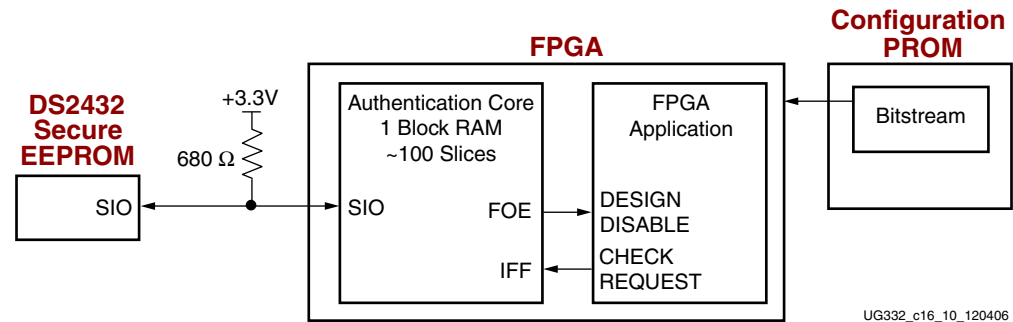 Configuration
PROM
FPGA
DS2432
Secure
EEPROM
+3.3V
680 Ω
SIO
Authentication Core
1 Block RAM
~100 Slices
SIO
FOE
IFF
FPGA
Application
DESIGN
DISABLE
CHECK
REQUEST
Bitstream
UG332_c16_10_120406